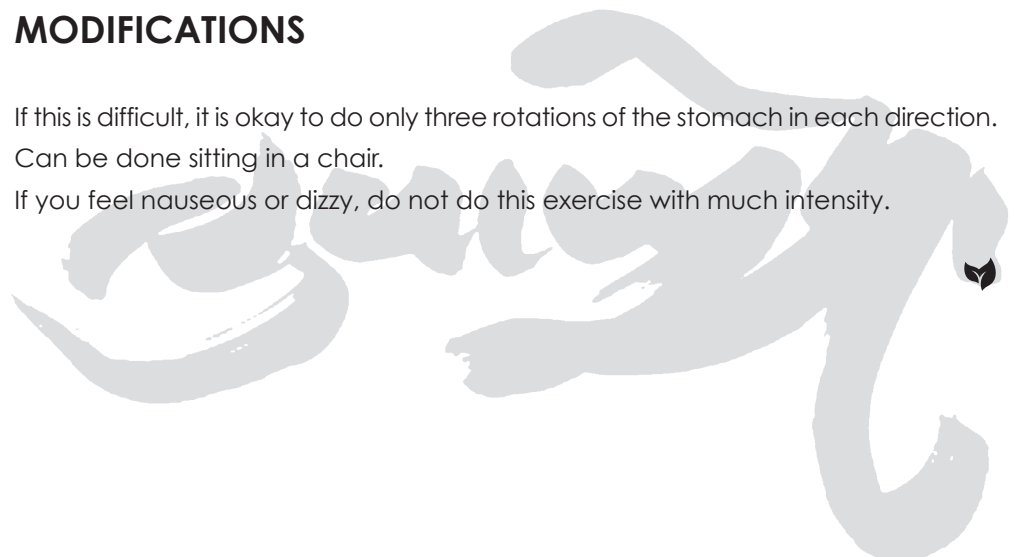 MODIFICATIONS
If this is difficult, it is okay to do only three rotations of the stomach in each direction.
Can be done sitting in a chair.
If you feel nauseous or dizzy, do not do this exercise with much intensity.